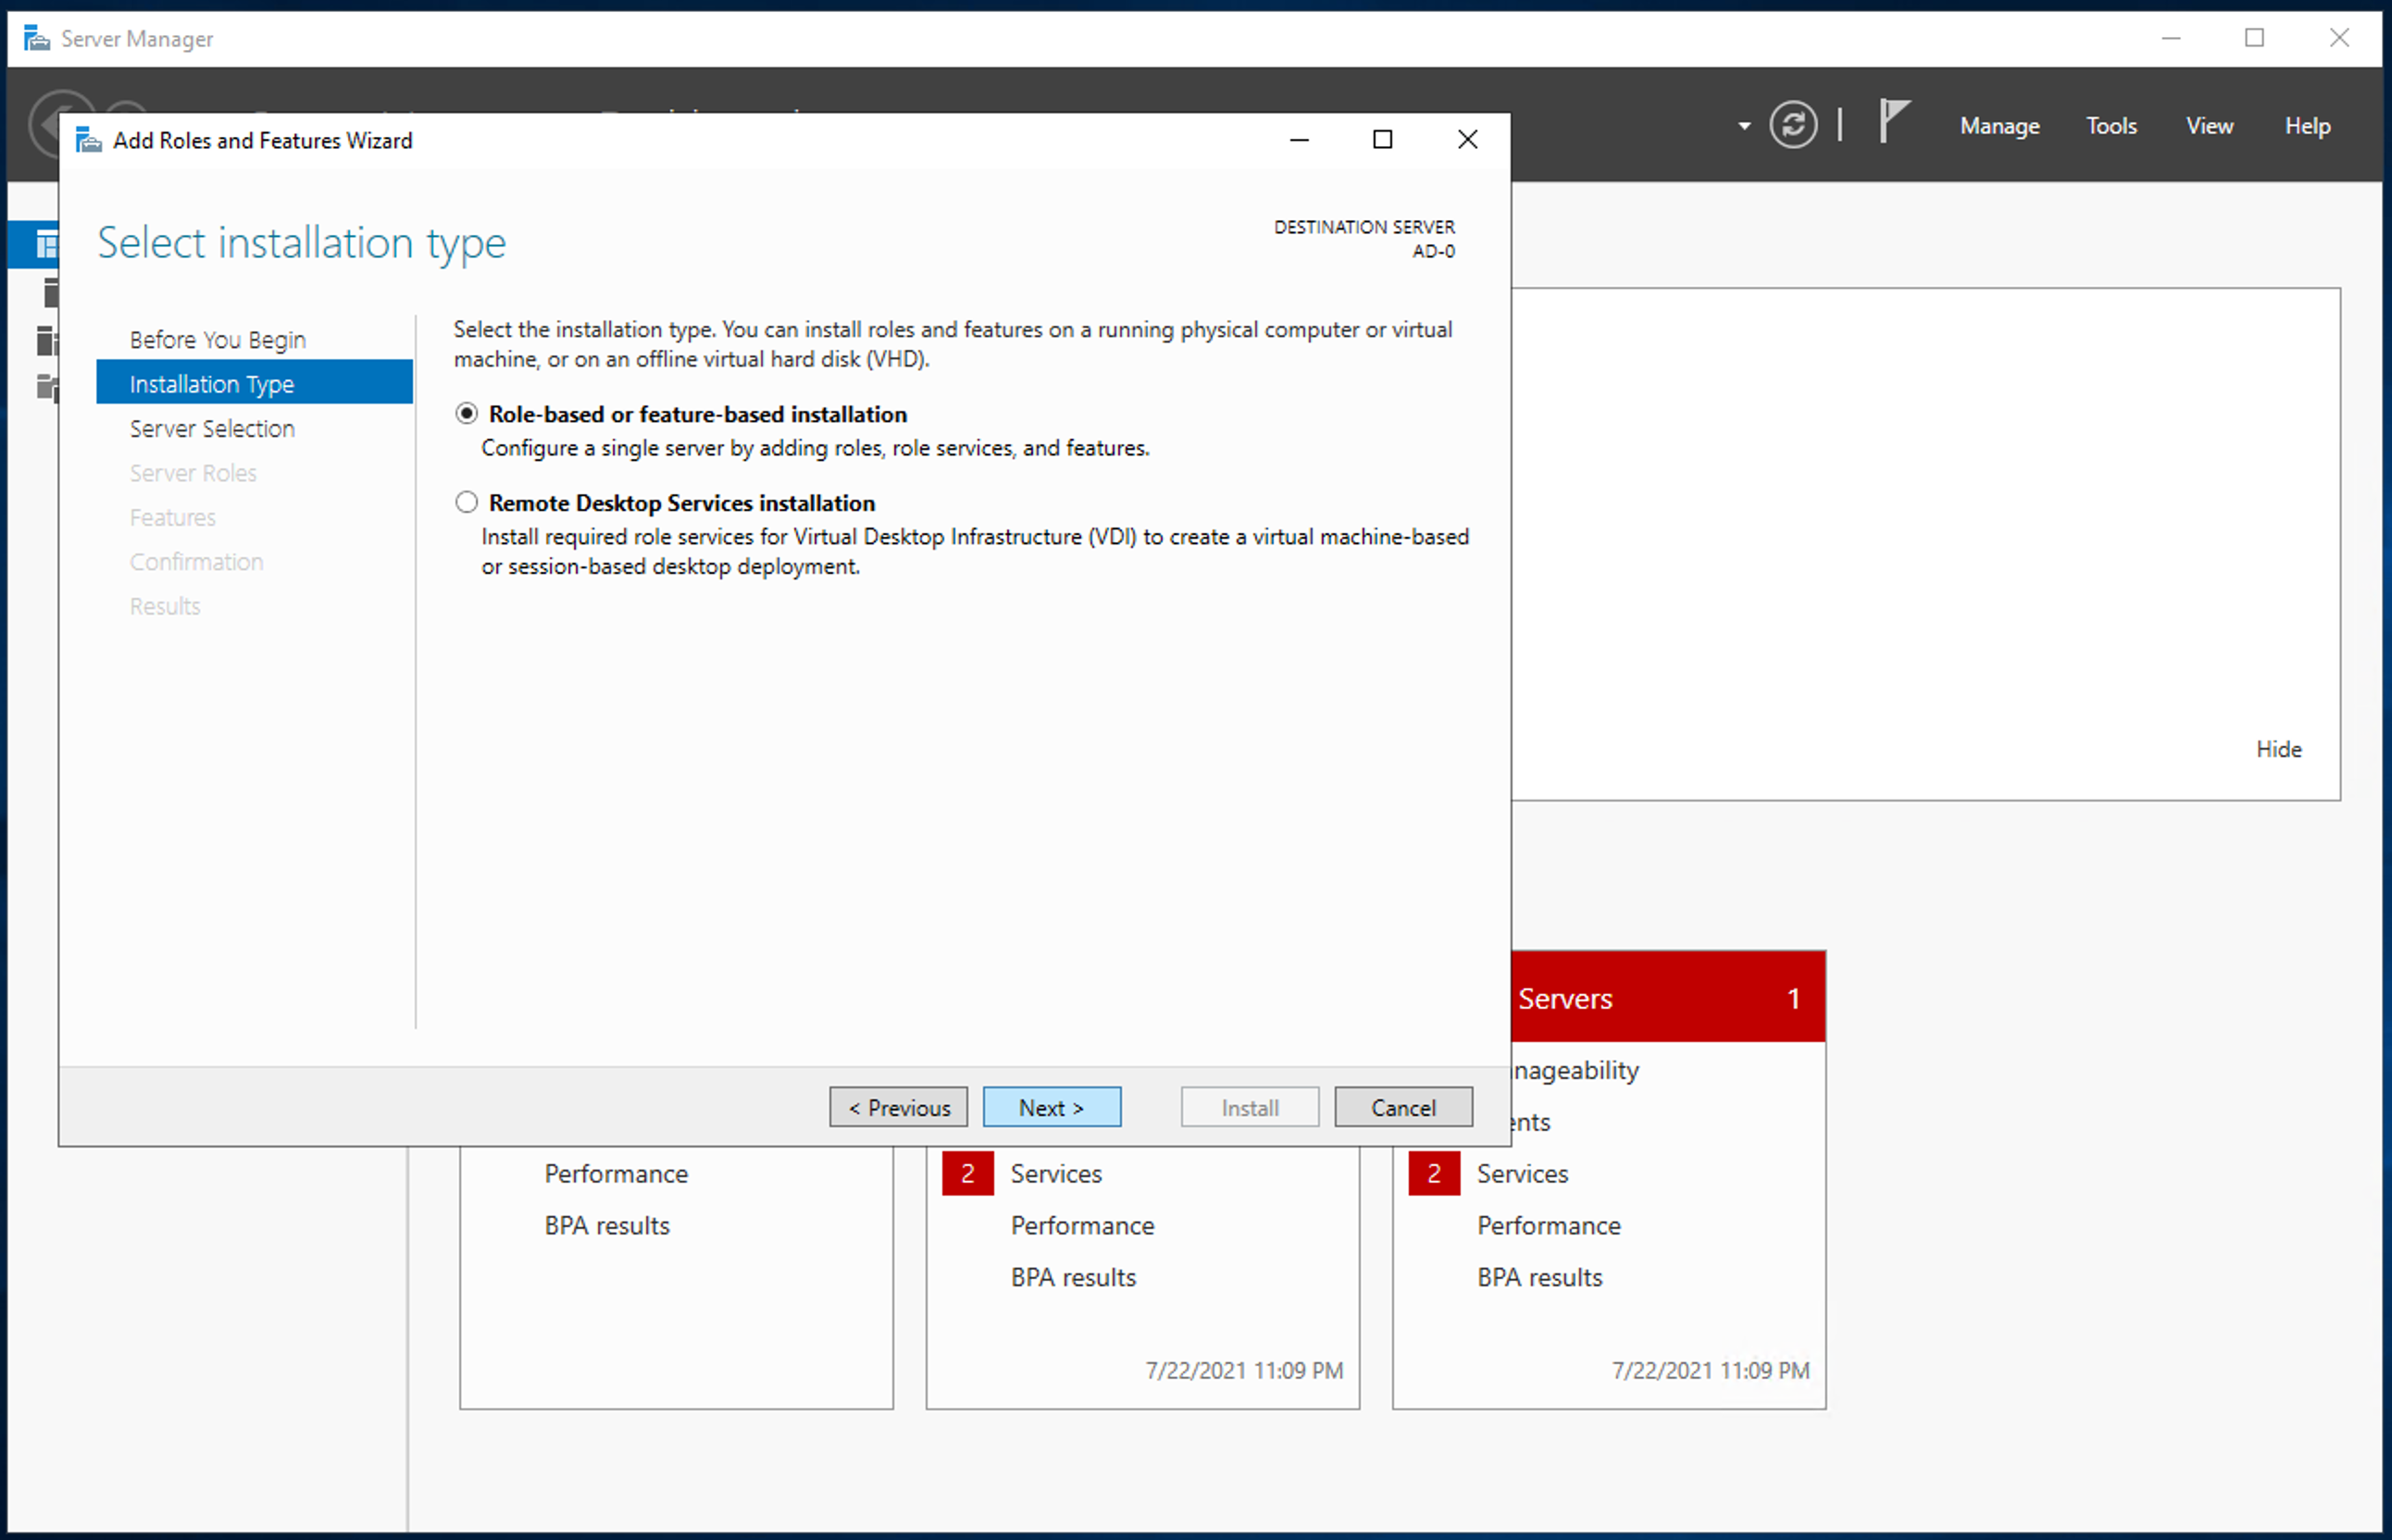 Server Manager
Manage
Tools
View
Help
Add Roles and Features Wizard
Select installation type
DESTINATION SERVER
AD-0
Before You Begin
Installation Type
Server Selection
Server Roles
Features
Confirmation
Results
Select the installation type. You can install roles and features on a running physical computer or virtual
machine, or on an offline virtual hard disk (VHD).
Role-based or feature-based installation
Configure a single server by adding roles, role services, and features.
Remote Desktop Services installation
Install required role services for Virtual Desktop Infrastructure (VDI) to create a virtual machine-based
or session-based desktop deployment.
< Previous
Next >
Install
Cancel
Hide
Servers 1
nageability
ents
Performance
BPA results
2 Services
Performance
BPA results
7/22/2021 11:09 PM
2 Services
Performance
BPA results
7/22/2021 11:09 PM